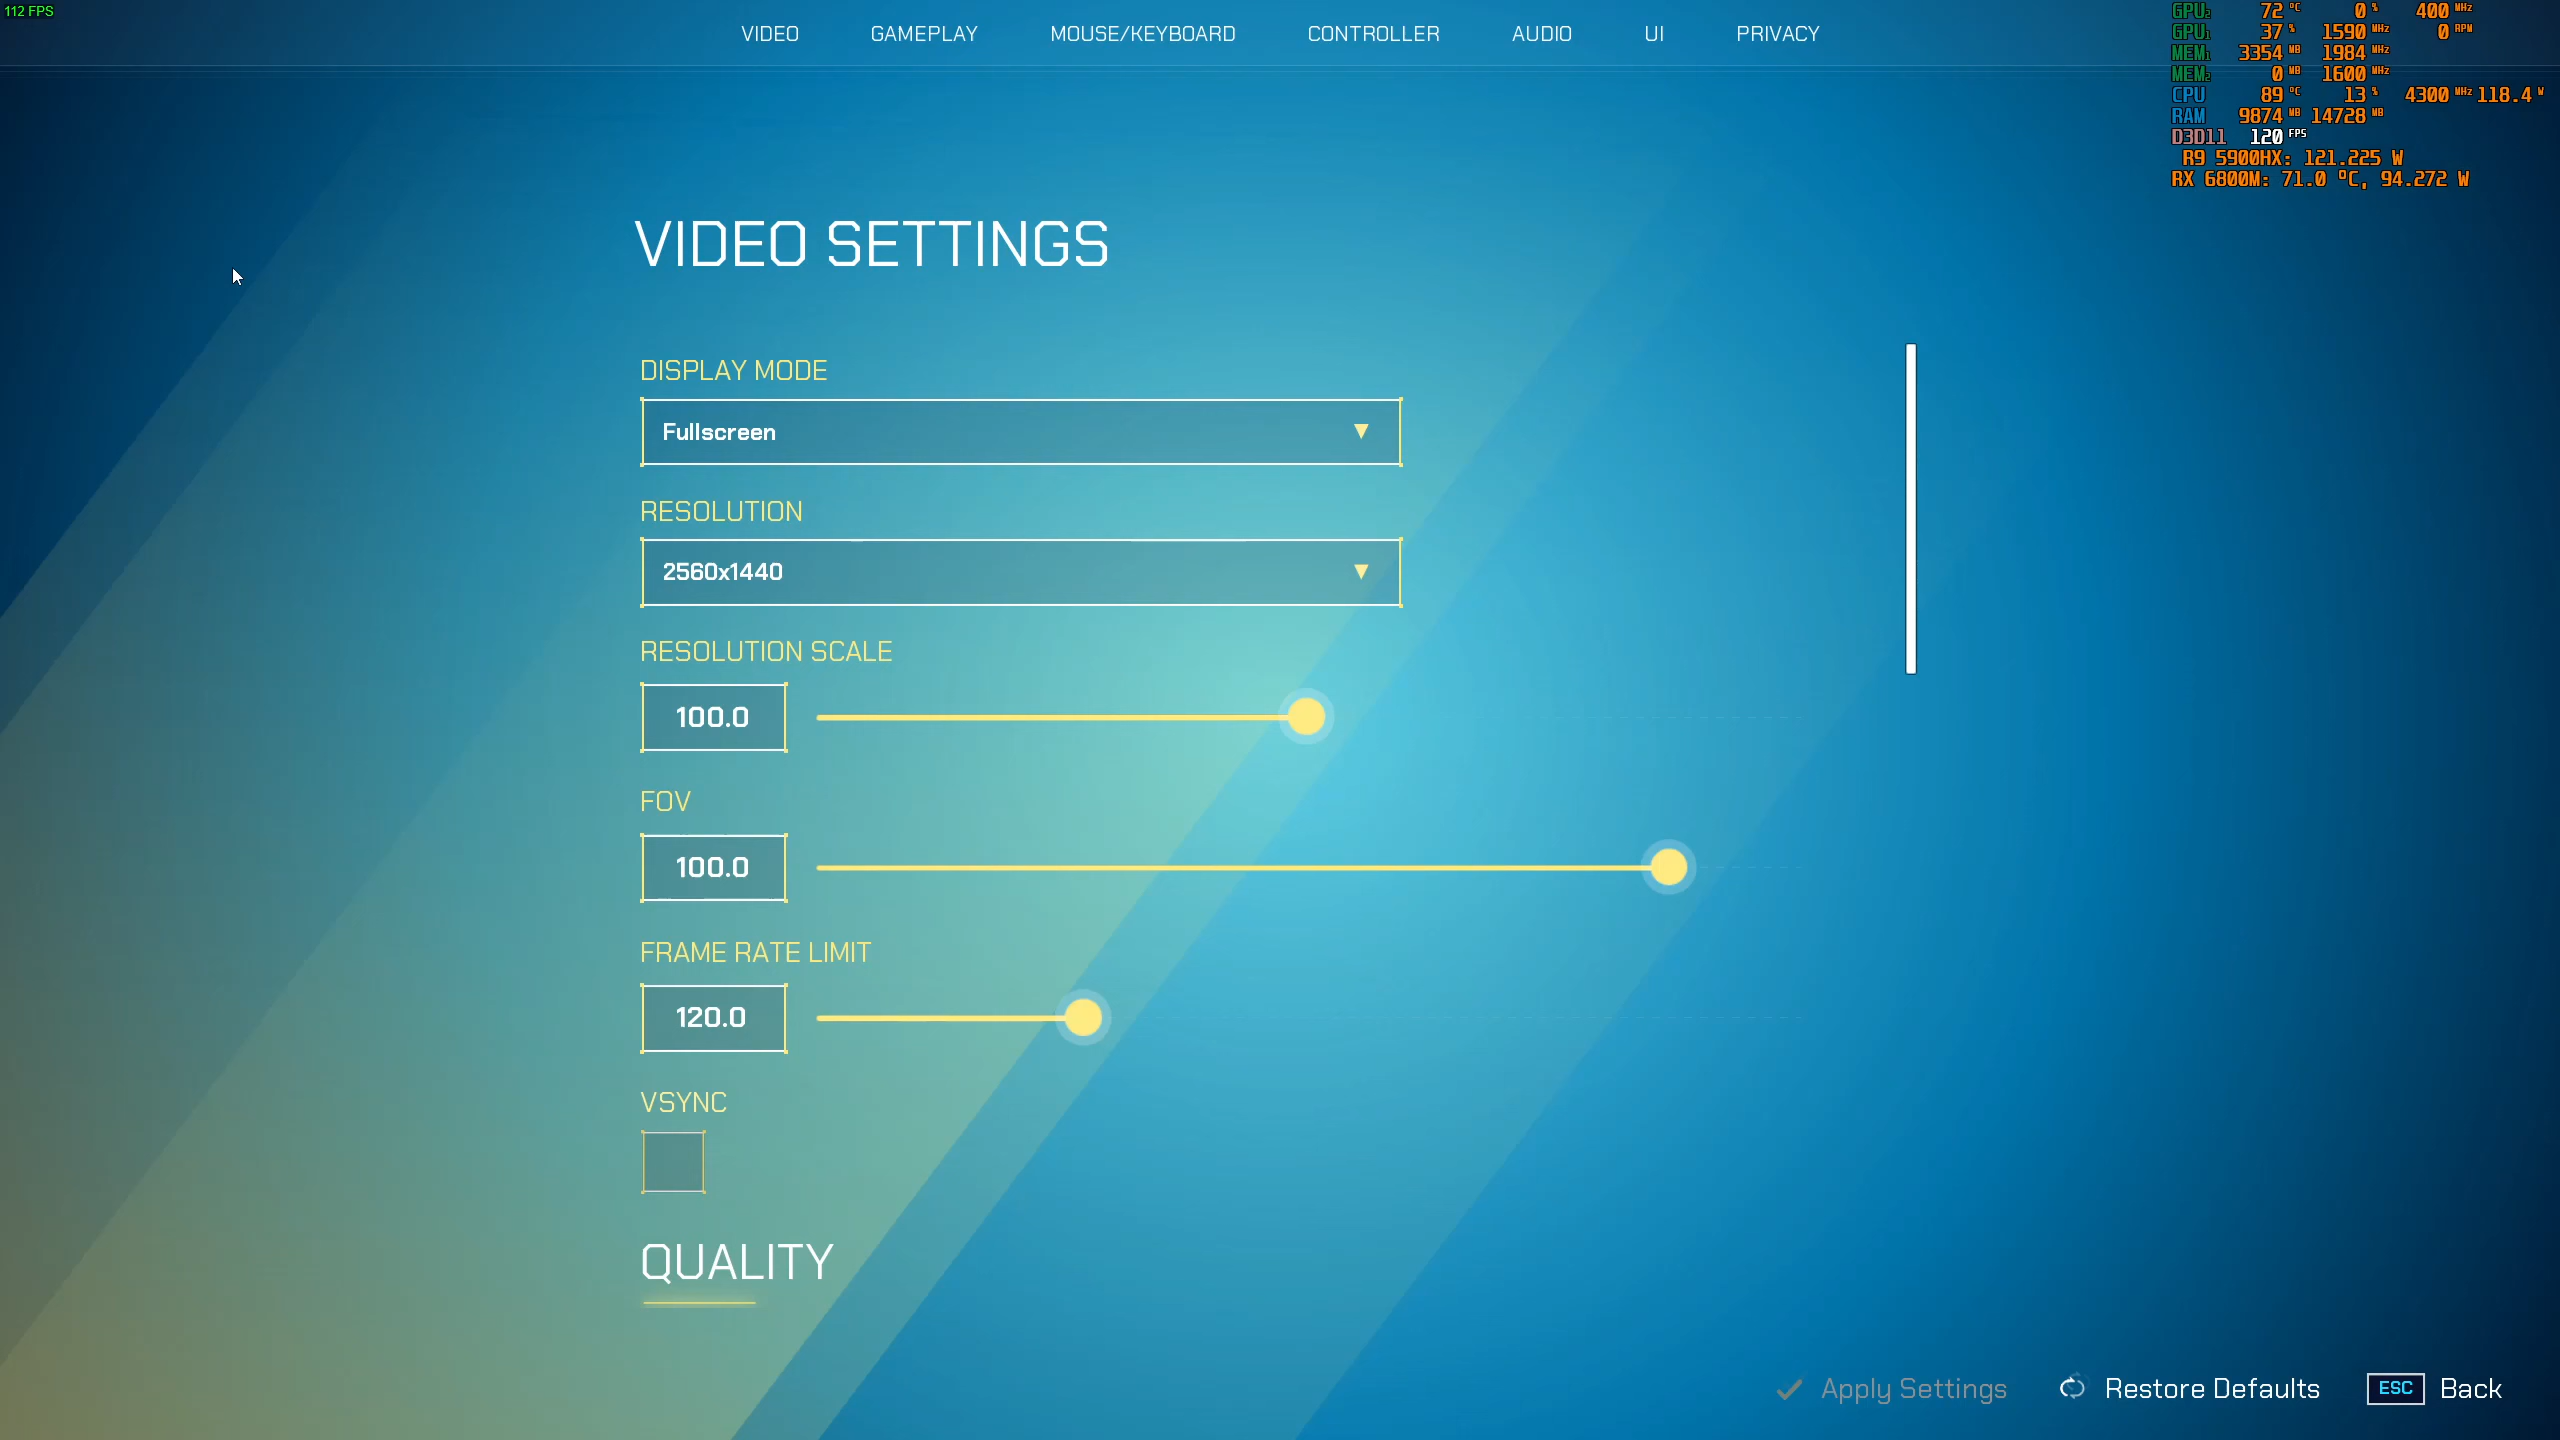 112 FPS
VIDEO GAMEPLAY MOUSE/KEYBOARD CONTROLLER AUDIO UI PRIVACY
GPU2 72 °C 0 % 400 MHz
GPU1 37 % 1590 MHz 0 RPM
MEM1 3354 MB 1984 MHz
MEM2 0 MB 1600 MHz
CPU 89 °C 13 % 4300 MHz 118.4 W
RAM 9874 MB 14728 MB
D3D11 120 FPS
R9 5900HX: 121.225 W
RX 6800M: 71.0 °C, 94.272 W
VIDEO SETTINGS
DISPLAY MODE
Fullscreen
RESOLUTION
2560x1440
RESOLUTION SCALE
100.0
FOV
100.0
FRAME RATE LIMIT
120.0
VSYNC
QUALITY
Apply Settings Restore Defaults ESC Back